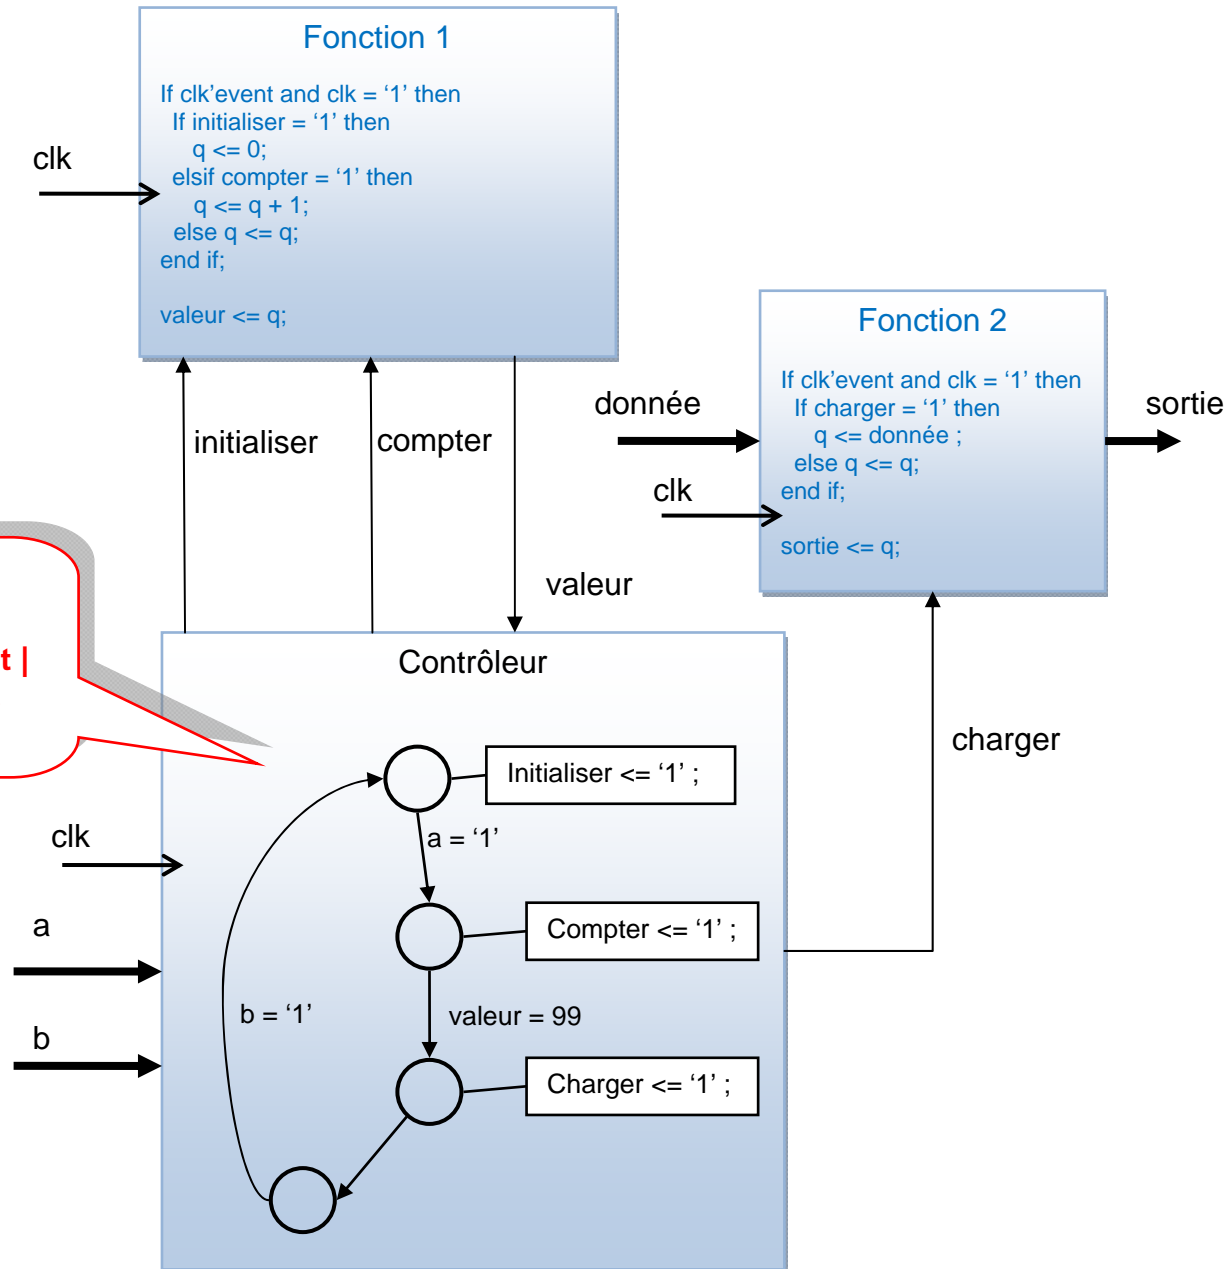 Fonction 1
If clk’event and clk = ‘1’ then
If initialiser = ‘1’ then
q <= 0;
elsif compter = ‘1’ then
q <= q + 1;
else q <= q;
end if;
valeur <= q;
clk
Fonction 2
If clk’event and clk = ‘1’ then
If charger = ‘1’ then
q <= donnée ;
else q <= q;
end if;
sortie <= q;
donnée
sortie
clk
initialiser
compter
valeur
t |
Contrôleur
charger
Initialiser <= ‘1’ ;
a = ‘1’
clk
a
Compter <= ‘1’ ;
b = ‘1’
valeur = 99
b
Charger <= ‘1’ ;